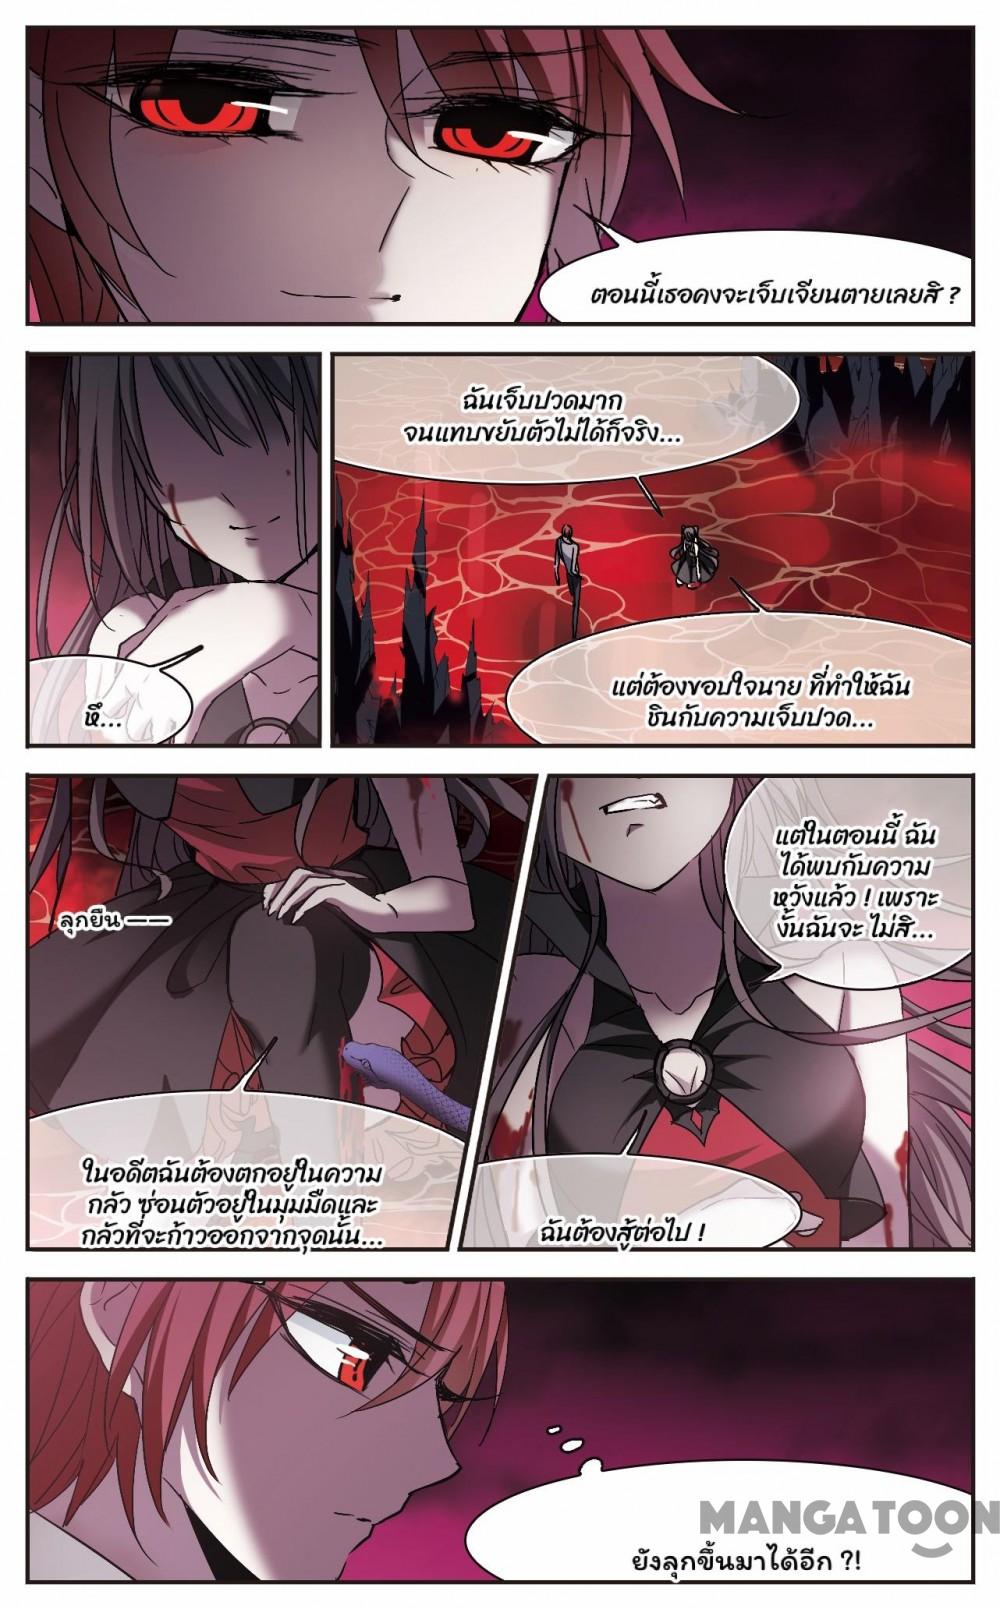 ตอนนี้เธอคงจะเจ็บเจียนตายเลยสิ ?
หึ...
ฉันเจ็บปวดมาก
จนแทบขยับตัวไม่ได้ก็จริง...
แต่ต้องขอบใจนาย ที่ทำให้ฉัน
ชินกับความเจ็บปวด...
ลุกยืน ——
ในอดีตฉันต้องตกอยู่ในความ
กลัว ซ่อนตัวอยู่ในมุมมืดและ
กลัวที่จะก้าวออกจากจุดนั้น...
แต่ในตอนนี้ ฉัน
ได้พบกับความ
หวังแล้ว ! เพราะ
งั้นฉันจะ ไม่สิ...
ฉันต้องสู้ต่อไป !
MANGATOON
ยังลุกขึ้นมาได้อีก ?!